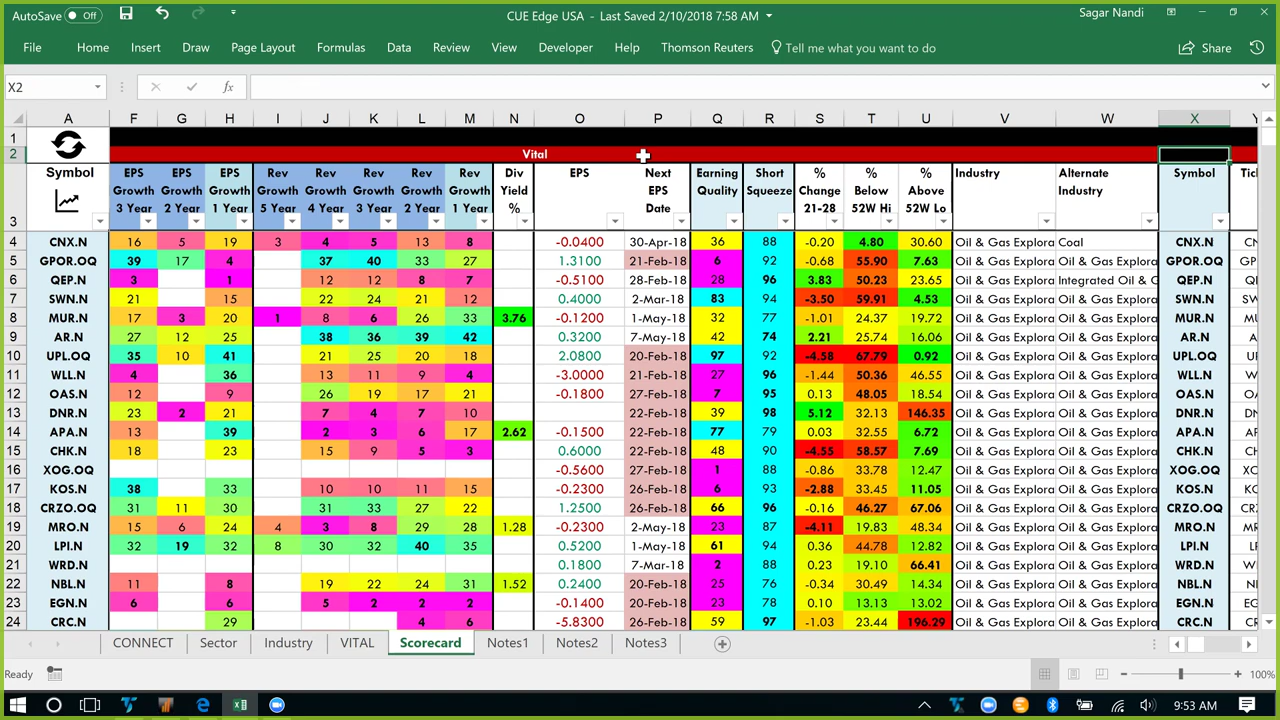 AutoSave Off CUE Edge USA - Last Saved 2/10/2018 7:58 AM Sagar Nandi
File Home Insert Draw Page Layout Formulas Data Review View Developer Help Thomson Reuters Tell me what you want to do Share
X2 fx
A F G H I J K L M N O P Q R S T U V W X Y
1
2 Vital
3 Symbol EPS Growth 3 Year EPS Growth 2 Year EPS Growth 1 Year Rev Growth 5 Year Rev Growth 4 Year Rev Growth 3 Year Rev Growth 2 Year Rev Growth 1 Year Div Yield % EPS Next EPS Date Earning Quality Short Squeeze % Change 21-28 % Below 52W Hi % Above 52W Lo Industry Alternate Industry Symbol Tic
4 CNX.N 16 5 19 3 4 5 13 8 -0.0400 30-Apr-18 36 88 -0.20 4.80 30.60 Oil & Gas Explora Coal CNX.N CN
5 GPOR.OQ 39 17 4 37 40 33 27 1.3100 21-Feb-18 6 92 -0.68 55.90 7.63 Oil & Gas Explora Oil & Gas Explora GPOR.OQ
6 QEP.N 3 1 12 12 8 7 -0.5100 28-Feb-18 28 96 3.83 50.23 23.65 Oil & Gas Explora Integrated Oil & G QEP.N
7 SWN.N 21 15 22 24 21 12 0.4000 2-Mar-18 83 94 -3.50 59.91 4.53 Oil & Gas Explora Oil & Gas Explora SWN.N
8 MUR.N 17 3 20 1 8 6 26 33 3.76 -0.1200 1-May-18 32 77 -1.01 24.37 19.72 Oil & Gas Explora Oil & Gas Explora MUR.N
9 AR.N 27 12 25 38 36 39 42 0.3200 7-May-18 42 74 2.21 25.74 16.06 Oil & Gas Explora Oil & Gas Explora AR.N
10 UPL.OQ 35 10 41 21 25 20 18 2.0800 20-Feb-18 97 92 -4.58 67.79 0.92 Oil & Gas Explora Oil & Gas Explora UPL.OQ
11 WLL.N 4 36 13 11 9 4 -3.0000 20-Feb-18 27 96 -1.44 50.36 46.55 Oil & Gas Explora Oil & Gas Explora WLL.N
12 OAS.N 12 9 26 19 17 21 -0.1800 27-Feb-18 7 95 0.13 48.05 18.54 Oil & Gas Explora Oil & Gas Explora OAS.N
13 DNR.N 23 2 21 7 4 7 10 22-Feb-18 39 98 5.12 32.13 146.35 Oil & Gas Explora Oil & Gas Explora DNR.N
14 APA.N 13 39 2 3 6 17 2.62 -0.1500 22-Feb-18 77 79 0.03 32.55 6.72 Oil & Gas Explora Oil & Gas Explora APA.N
15 CHK.N 18 23 15 9 5 3 0.6000 22-Feb-18 48 90 -4.55 58.57 7.69 Oil & Gas Explora Oil & Gas Explora CHK.N
16 XOG.OQ -0.5600 27-Feb-18 1 88 -0.86 33.78 12.47 Oil & Gas Explora Oil & Gas Explora XOG.OQ
17 KOS.N 38 33 10 10 11 15 -0.2300 26-Feb-18 6 93 -2.88 33.45 11.05 Oil & Gas Explora Oil & Gas Explora KOS.N
18 CRZO.OQ 31 11 30 31 33 27 22 1.2500 26-Feb-18 66 96 -0.16 46.27 67.06 Oil & Gas Explora Oil & Gas Explora CRZO.OQ
19 MRO.N 15 6 24 4 3 8 29 28 1.28 -0.2300 2-May-18 23 87 -4.11 19.83 48.34 Oil & Gas Explora Oil & Gas Explora MRO.N
20 LPI.N 32 19 32 8 30 32 40 35 0.5200 1-May-18 61 94 0.36 44.78 12.82 Oil & Gas Explora Oil & Gas Explora LPI.N
21 WRD.N 0.1800 7-Mar-18 2 88 0.23 19.10 66.41 Oil & Gas Explora Oil & Gas Explora WRD.N
22 NBL.N 11 8 19 22 24 31 1.52 0.2400 20-Feb-18 25 76 -0.34 30.49 14.34 Oil & Gas Explora Oil & Gas Explora NBL.N
23 EGN.N 6 6 5 2 2 2 -0.1400 20-Feb-18 23 78 0.10 13.13 13.02 Oil & Gas Explora Oil & Gas Explora EGN.N
24 CRC.N 29 4 6 -5.8300 26-Feb-18 59 97 -1.03 23.44 196.29 Oil & Gas Explora Oil & Gas Explora CRC.N
CONNECT Sector Industry VITAL Scorecard Notes1 Notes2 Notes3
Ready 100%
9:53 AM